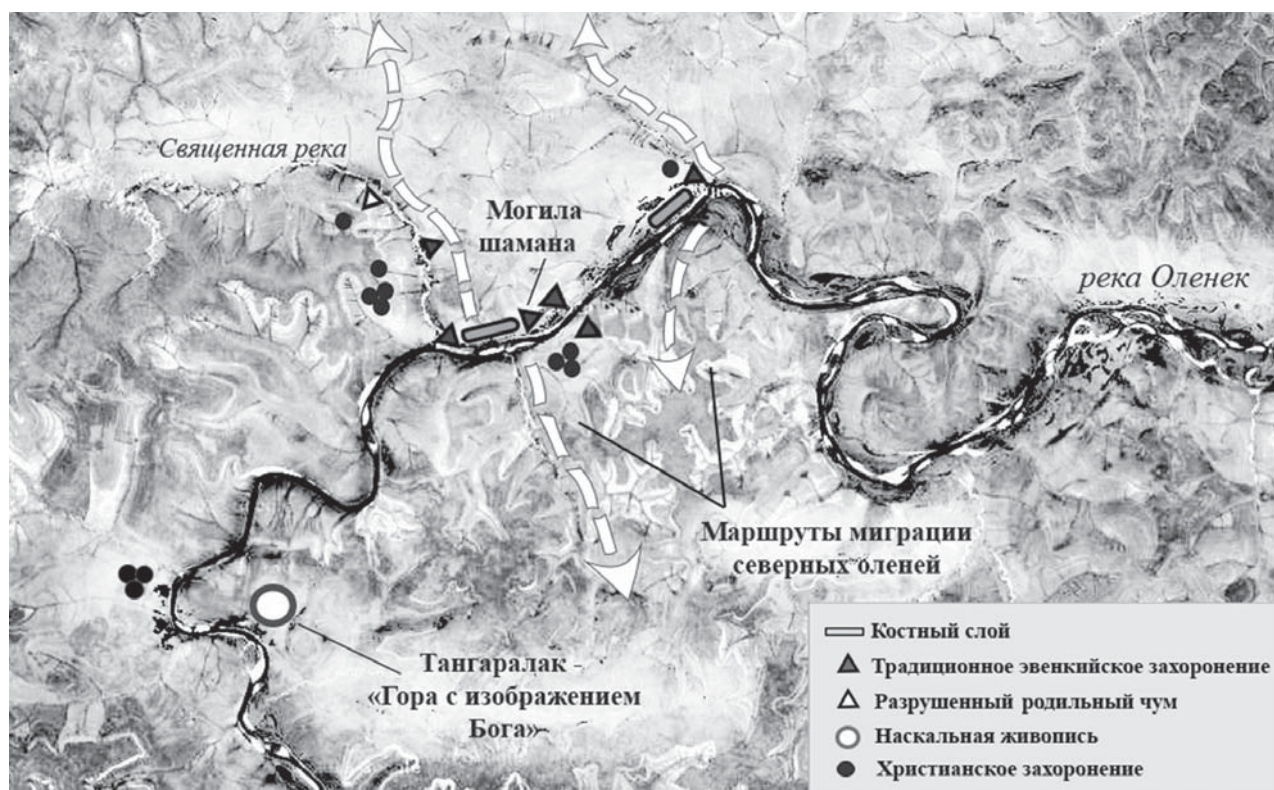 Священная река
Могила
шамана
река Оленек
Маршруты миграции
северных оленей
Тангаралак -
«Гора с изображением
Бога»
Костный слой
Традиционное эвенкийское захоронение
Разрушенный родильный чум
Наскальная живопись
Христианское захоронение